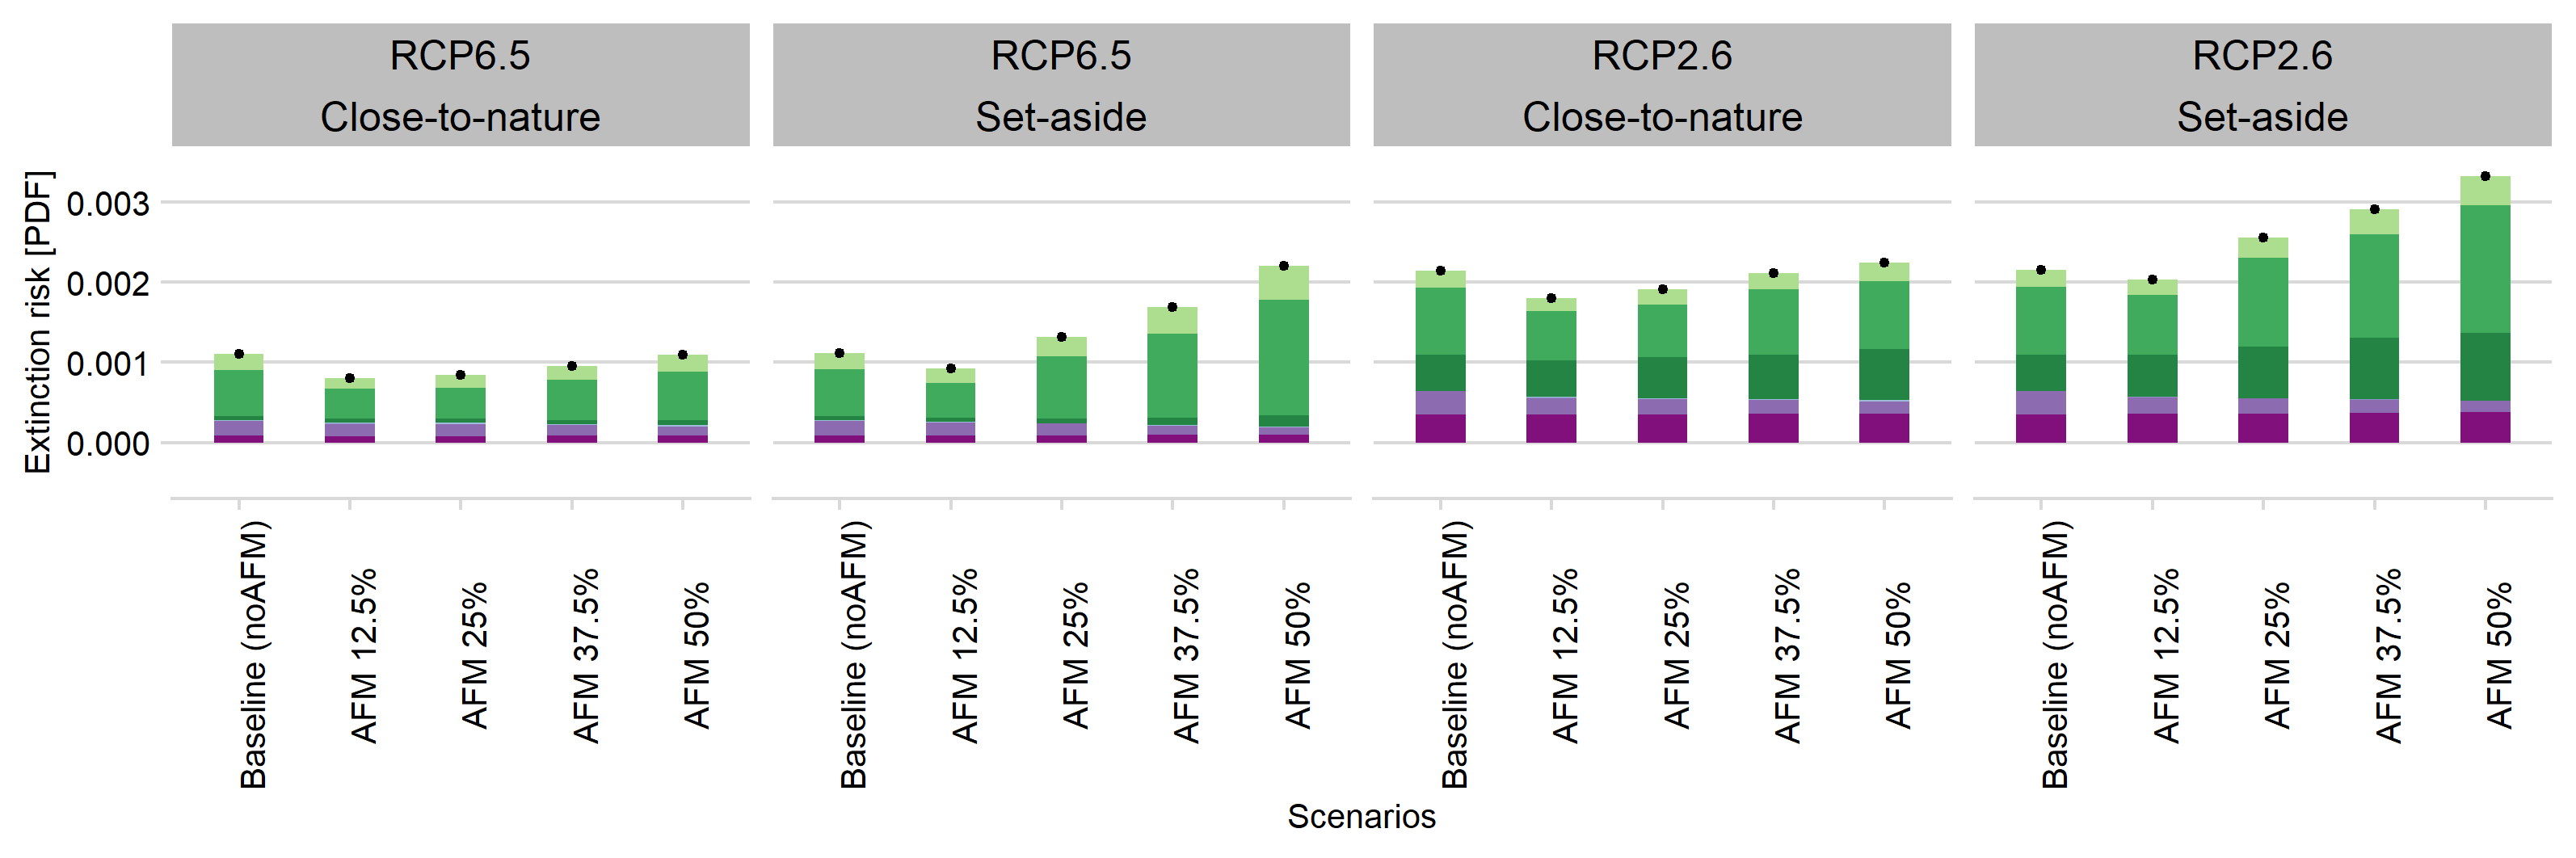 RCP6.5
Close-to-nature
RCP6.5
Set-aside
RCP2.6
Close-to-nature
RCP2.6
Set-aside
Extinction risk [PDF]
0.003
0.002
0.001
0.000
Baseline (noAFM)
AFM 12.5%
AFM 25%
AFM 37.5%
AFM 50%
Baseline (noAFM)
AFM 12.5%
AFM 25%
AFM 37.5%
AFM 50%
Baseline (noAFM)
AFM 12.5%
AFM 25%
AFM 37.5%
AFM 50%
Baseline (noAFM)
AFM 12.5%
AFM 25%
AFM 37.5%
AFM 50%
Scenarios